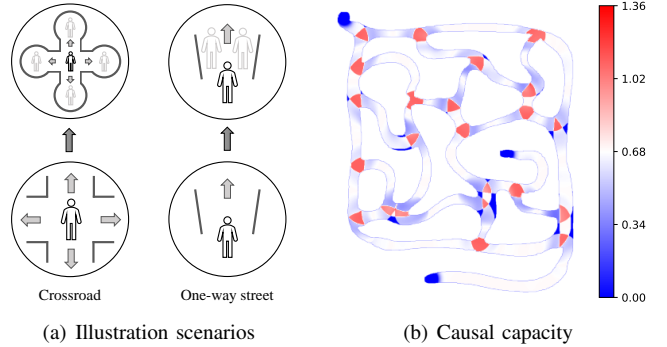 1.36
1.02
0.68
0.34
0.00
Crossroad
One-way street
(a) Illustration scenarios
(b) Causal capacity